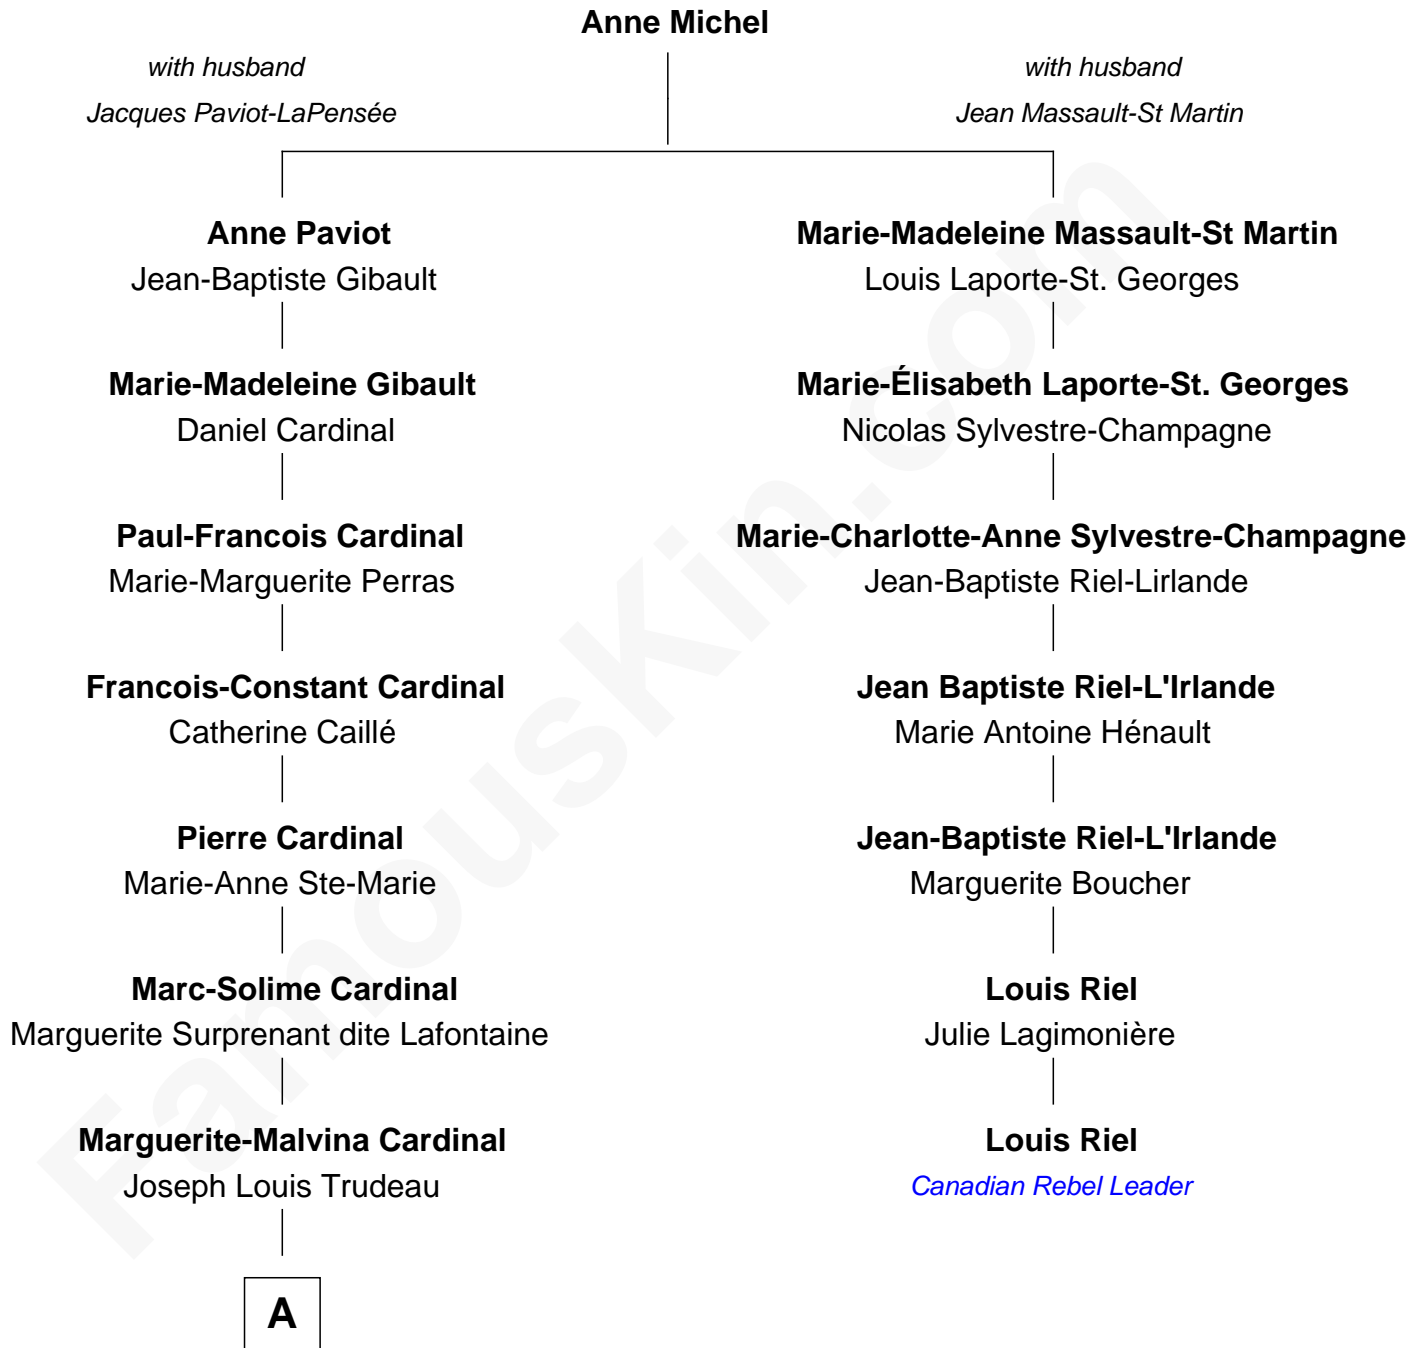 Anne Michel
with husband
Jacques Paviot-LaPensée
with husband
Jean Massault-St Martin
Anne Paviot
Jean-Baptiste Gibault
Marie-Madeleine Massault-St Martin
Louis Laporte-St. Georges
Marie-Madeleine Gibault
Daniel Cardinal
Marie-Élisabeth Laporte-St. Georges
Nicolas Sylvestre-Champagne
Paul-Francois Cardinal
Marie-Marguerite Perras
Marie-Charlotte-Anne Sylvestre-Champagne
Jean-Baptiste Riel-Lirlande
Francois-Constant Cardinal
Catherine Caillé
Jean Baptiste Riel-L'Irlande
Marie Antoine Hénault
Pierre Cardinal
Marie-Anne Ste-Marie
Jean-Baptiste Riel-L'Irlande
Marguerite Boucher
Marc-Solime Cardinal
Marguerite Surprenant dite Lafontaine
Louis Riel
Julie Lagimonière
Marguerite-Malvina Cardinal
Joseph Louis Trudeau
Louis Riel
Canadian Rebel Leader
A
FamousKin.com